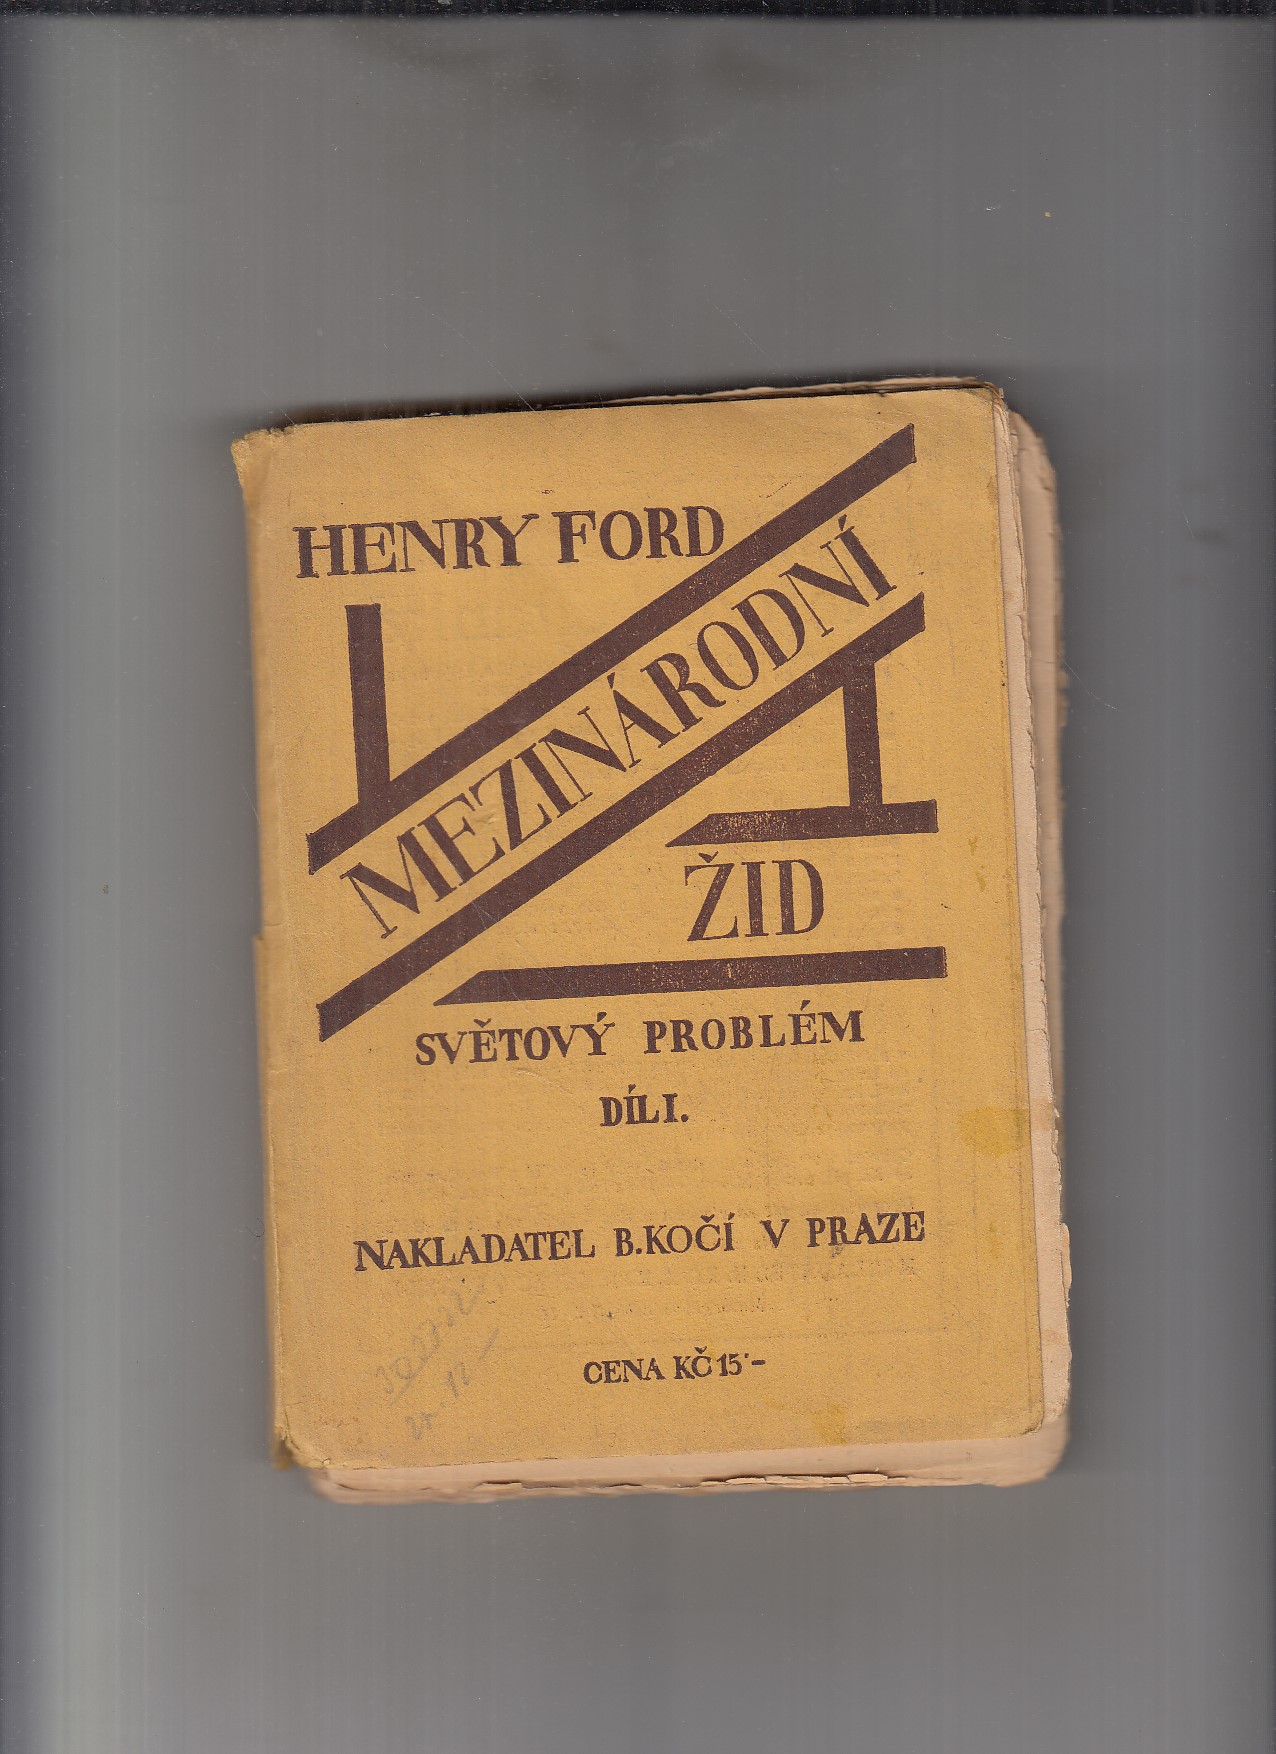 HENRY FORD
MEZINÁRODNÍ
ŽID
SVĚTOVÝ PROBLÉM
DÍL I.
NAKLADATEL B. KOČÍ V PRAZE
CENA KČ 15·–